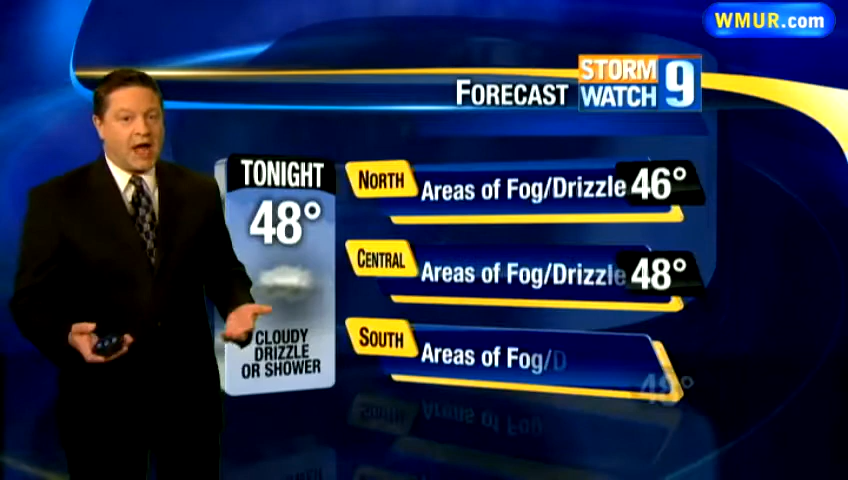 WMUR.com
FORECAST
STORM
WATCH 9
TONIGHT
48°
CLOUDY
DRIZZLE
OR SHOWER
NORTH
Areas of Fog/Drizzle 46°
CENTRAL
Areas of Fog/Drizzle 48°
SOUTH
Areas of Fog/D
48°